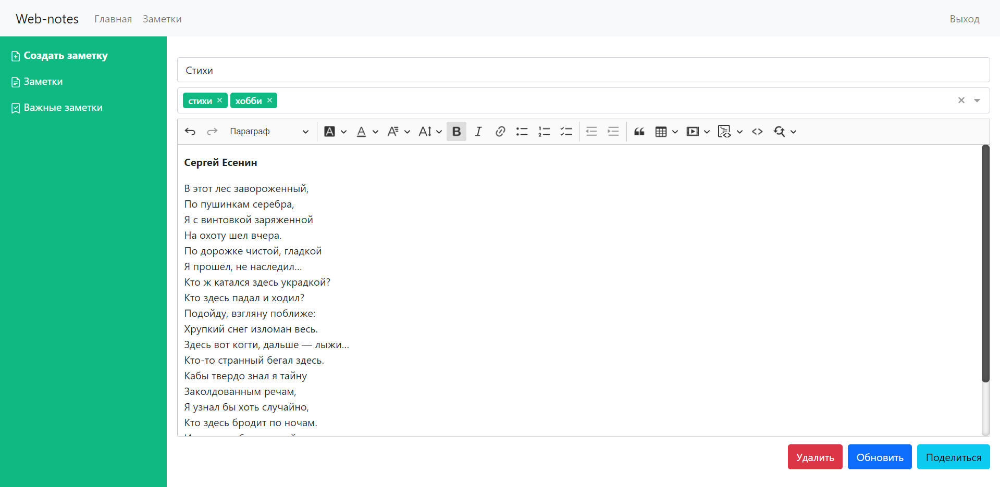 Web-notes Главная Заметки Выход
Создать заметку
Заметки
Важные заметки
Стихи
стихи × хобби ×
Параграф
Сергей Есенин
В этот лес завороженный,
По пушинкам серебра,
Я с винтовкой заряженной
На охоту шел вчера.
По дорожке чистой, гладкой
Я прошел, не наследил...
Кто ж катался здесь украдкой?
Кто здесь падал и ходил?
Подойду, взгляну поближе:
Хрупкий снег изломан весь.
Здесь вот когти, дальше — лыжи...
Кто-то странный бегал здесь.
Кабы твердо знал я тайну
Заколдованным речам,
Я узнал бы хоть случайно,
Кто здесь бродит по ночам.
Удалить Обновить Поделиться